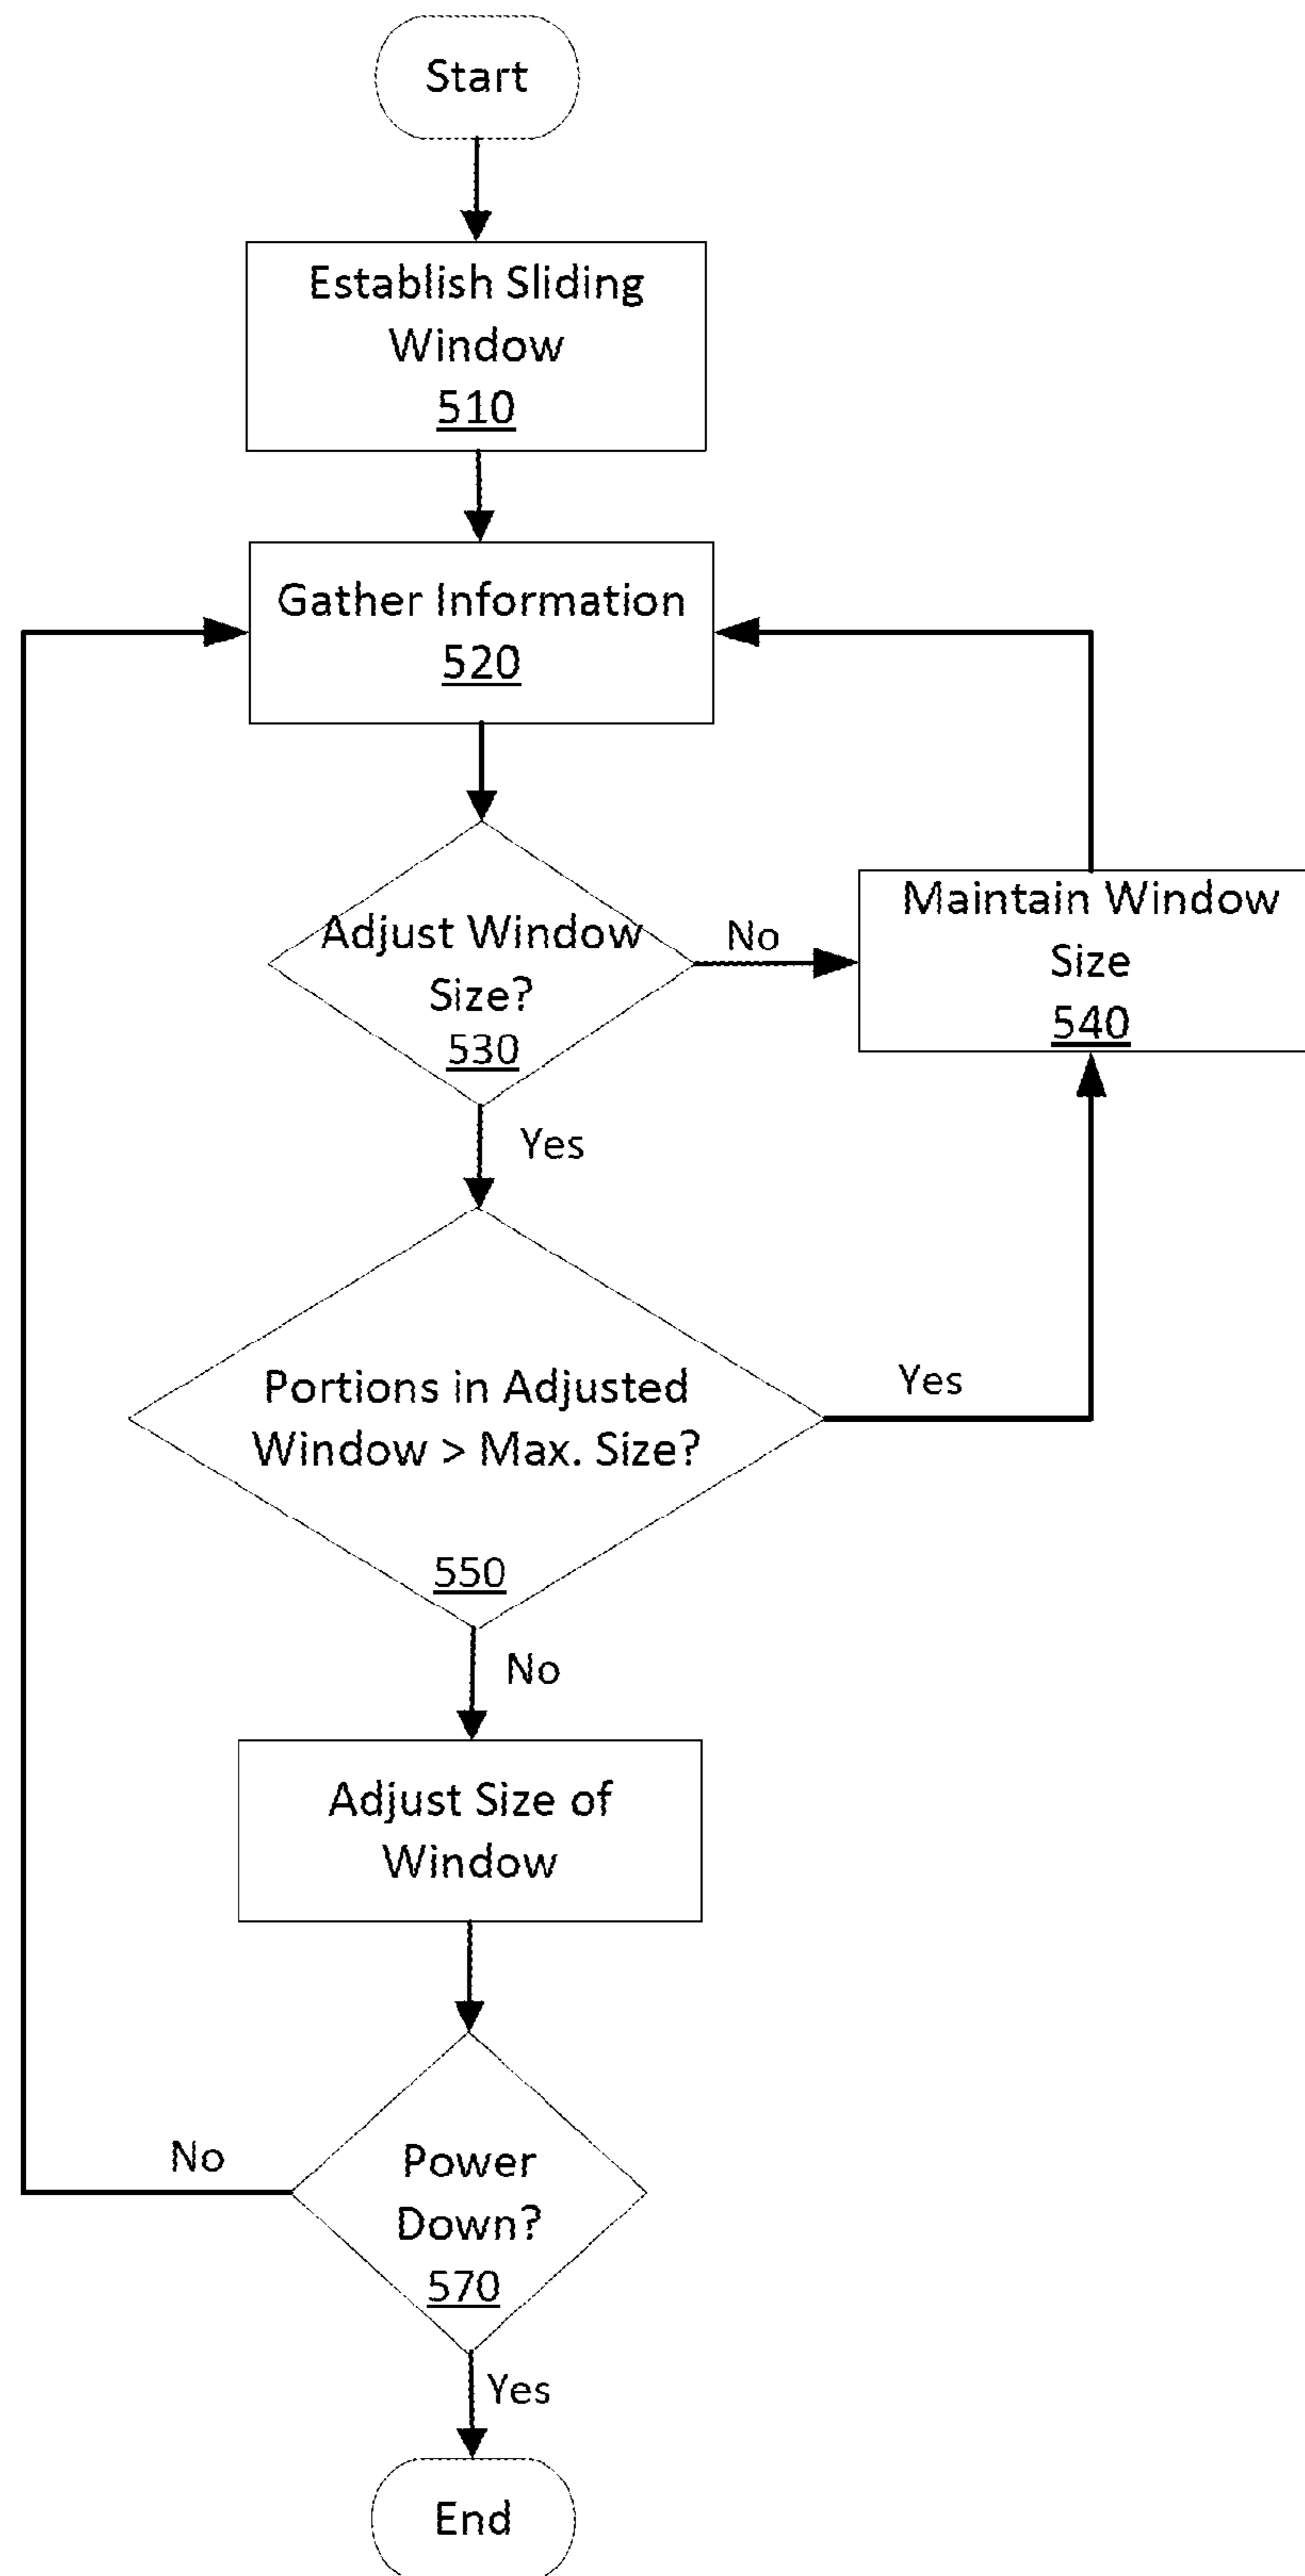 Start
Establish Sliding
Window
510
Gather Information
520
Adjust Window
Size?
530
No
Maintain Window
Size
540
Yes
Portions in Adjusted
Window > Max. Size?
550
Yes
No
Adjust Size of
Window
Power
Down?
570
No
Yes
End